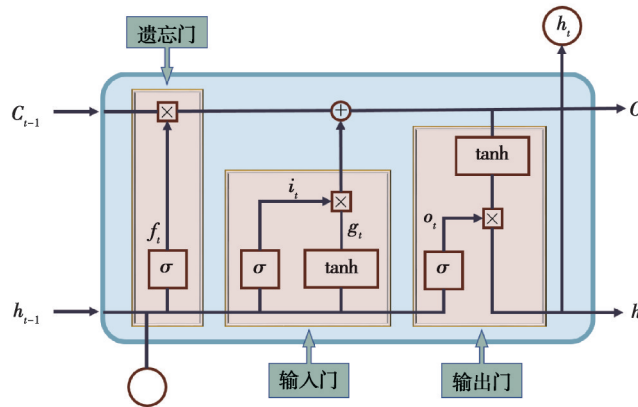 遗忘门
h_t
C_{t-1}
C
tanh
i_t
o_t
f_t
g_t
σ
σ
tanh
σ
h_{t-1}
h
输入门
输出门